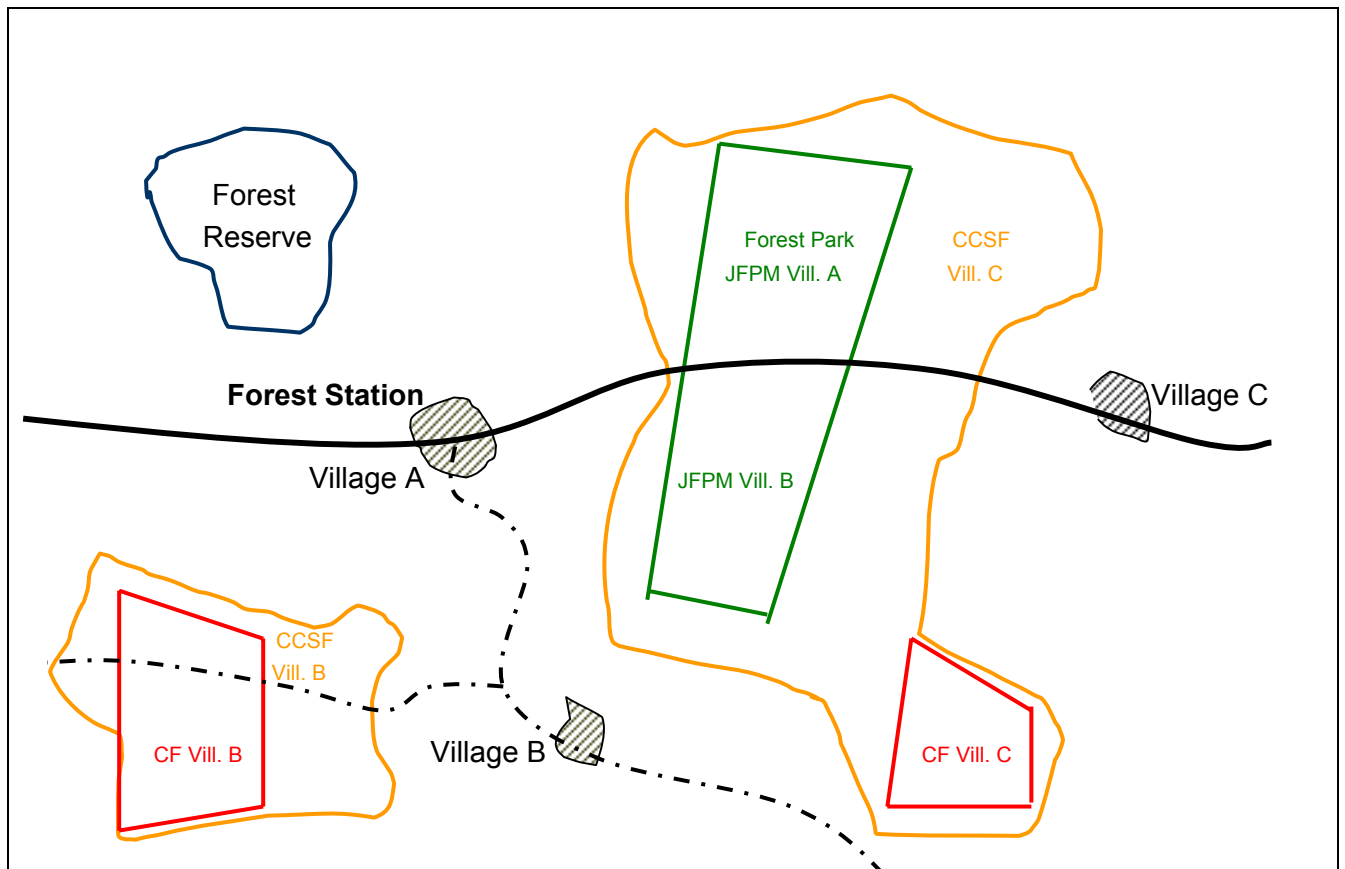 Forest
Reserve
Forest Park
JFPM Vill. A
CCSF
Vill. C
Forest Station
Village C
Village A
JFPM Vill. B
CCSF
Vill. B
Village B
CF Vill. B
CF Vill. C